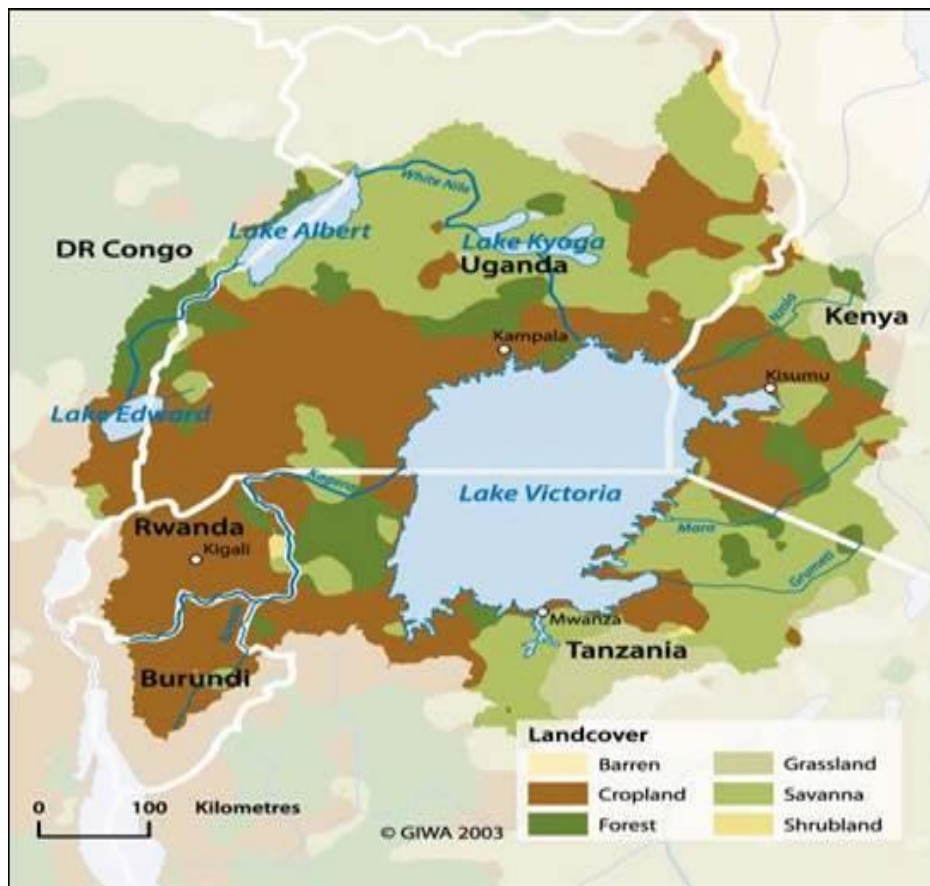 White Nile
Lake Albert
DR Congo
Lake Kyoga
Uganda
Nzoia
Kenya
Kampala
Kisumu
Lake Edward
Kagera
Lake Victoria
Rwanda
Mara
Kigali
Grumeti
Mwanza
Tanzania
Burundi
Landcover
Barren
Grassland
Cropland
Savanna
Forest
Shrubland
0 100 Kilometres
© GIWA 2003